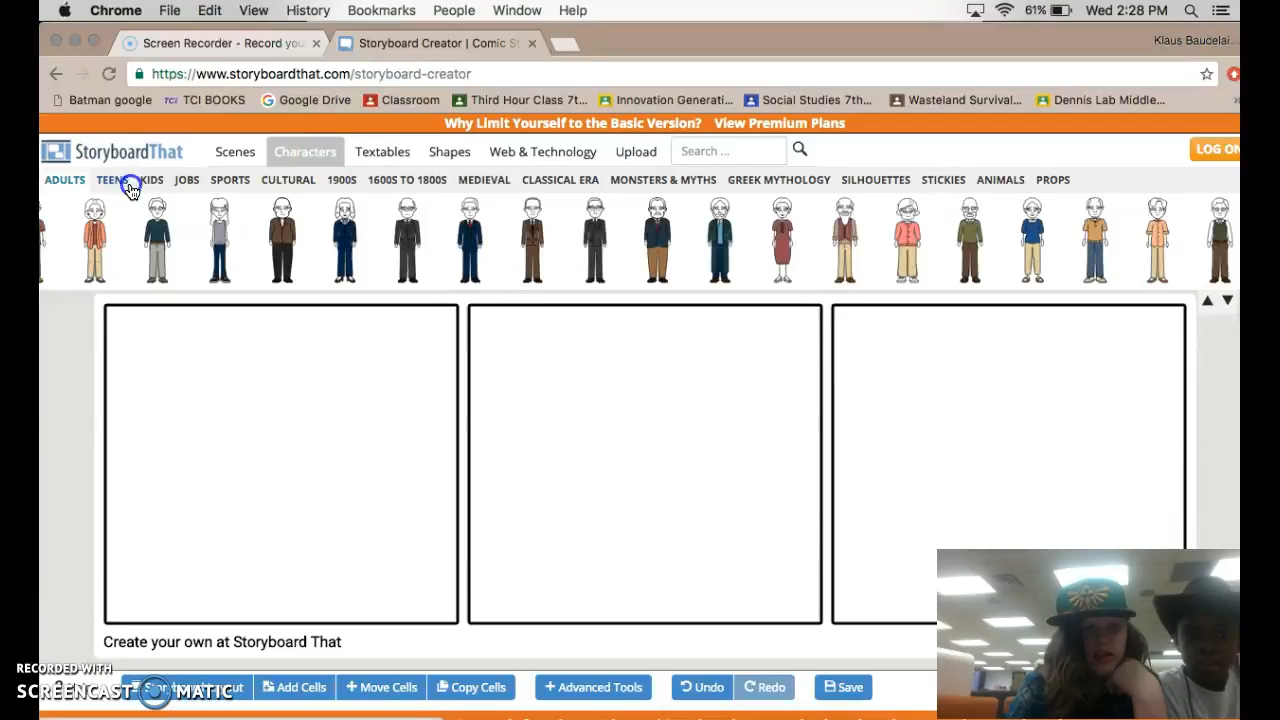 Chrome File Edit View History Bookmarks People Window Help 61% Wed 2:28 PM
Screen Recorder - Record you Storyboard Creator | Comic St Klaus Baudelai...
https://www.storyboardthat.com/storyboard-creator
Batman google TCI TCI BOOKS Google Drive Classroom Third Hour Class 7t... Innovation Generati... Social Studies 7th... Wasteland Survival... Dennis Lab Middle...
Why Limit Yourself to the Basic Version? View Premium Plans
StoryboardThat Scenes Characters Textables Shapes Web & Technology Upload Search ... LOG ON
ADULTS TEENS KIDS JOBS SPORTS CULTURAL 1900S 1600S TO 1800S MEDIEVAL CLASSICAL ERA MONSTERS & MYTHS GREEK MYTHOLOGY SILHOUETTES STICKIES ANIMALS PROPS
Create your own at Storyboard That
RECORDED WITH
SCREENCAST MATIC
Add Cells Move Cells Copy Cells + Advanced Tools Undo Redo Save